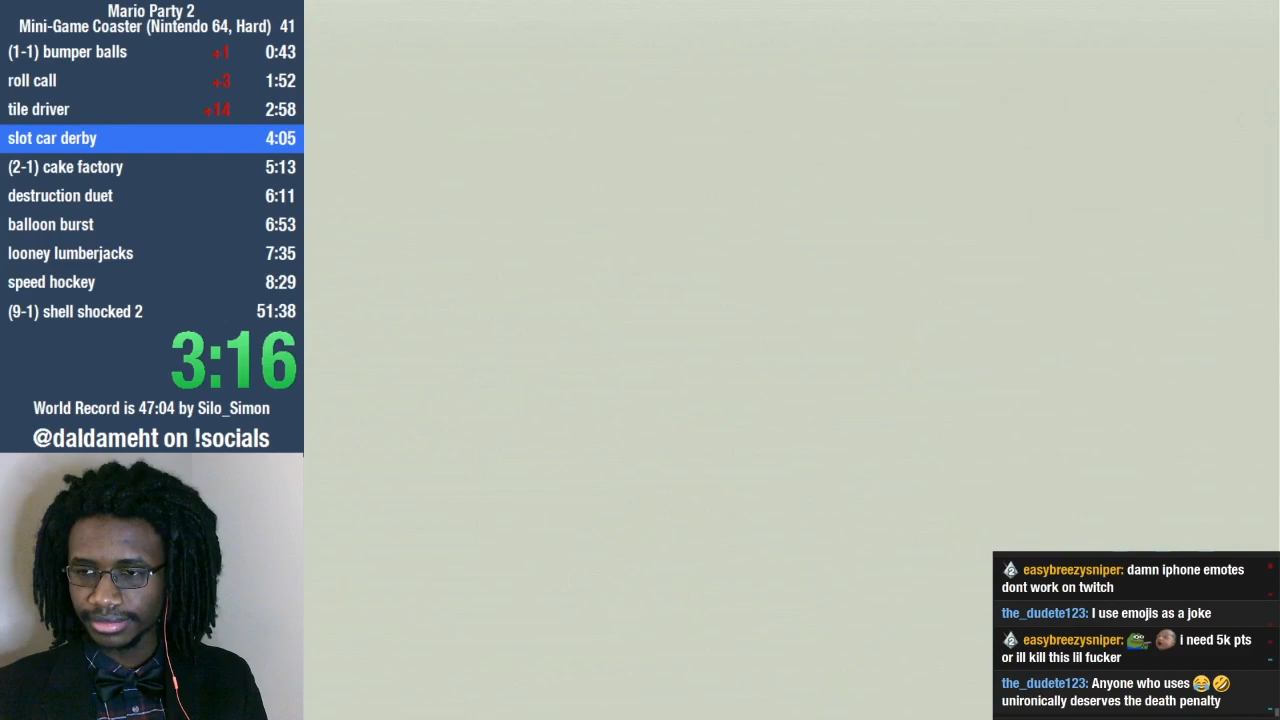 Mario Party 2
Mini-Game Coaster (Nintendo 64, Hard) 41
(1-1) bumper balls +1 0:43
roll call +3 1:52
tile driver +14 2:58
slot car derby 4:05
(2-1) cake factory 5:13
destruction duet 6:11
balloon burst 6:53
looney lumberjacks 7:35
speed hockey 8:29
(9-1) shell shocked 2 51:38
3:16
World Record is 47:04 by Silo_Simon
@daldameht on !socials
2 easybreezysniper: damn iphone emotes
dont work on twitch
the_dudete123: I use emojis as a joke
2 easybreezysniper: i need 5k pts
or ill kill this lil fucker
the_dudete123: Anyone who uses 😂🤣
unironically deserves the death penalty